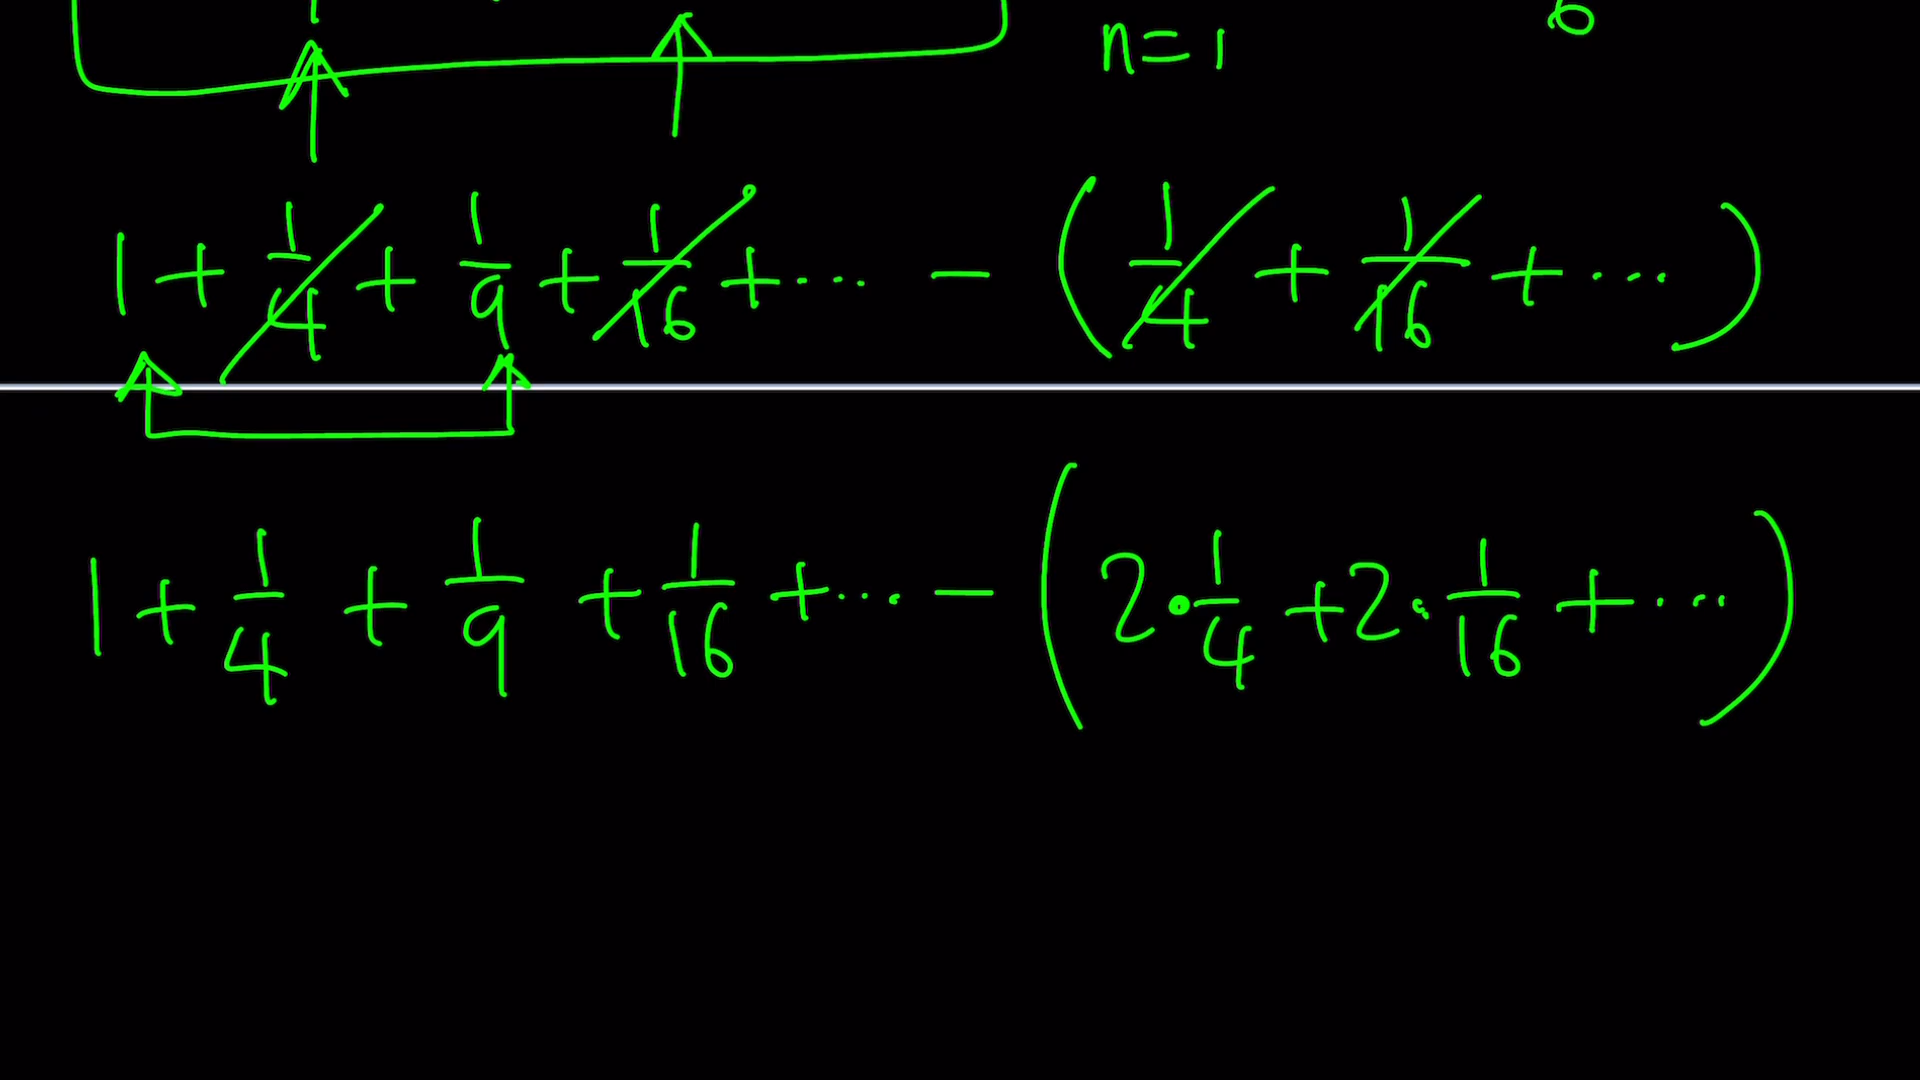 n=1 6
1 + 1/4 + 1/9 + 1/16 + ... - (1/4 + 1/16 + ...)
1 + 1/4 + 1/9 + 1/16 + ... - (2·1/4 + 2·1/16 + ...)